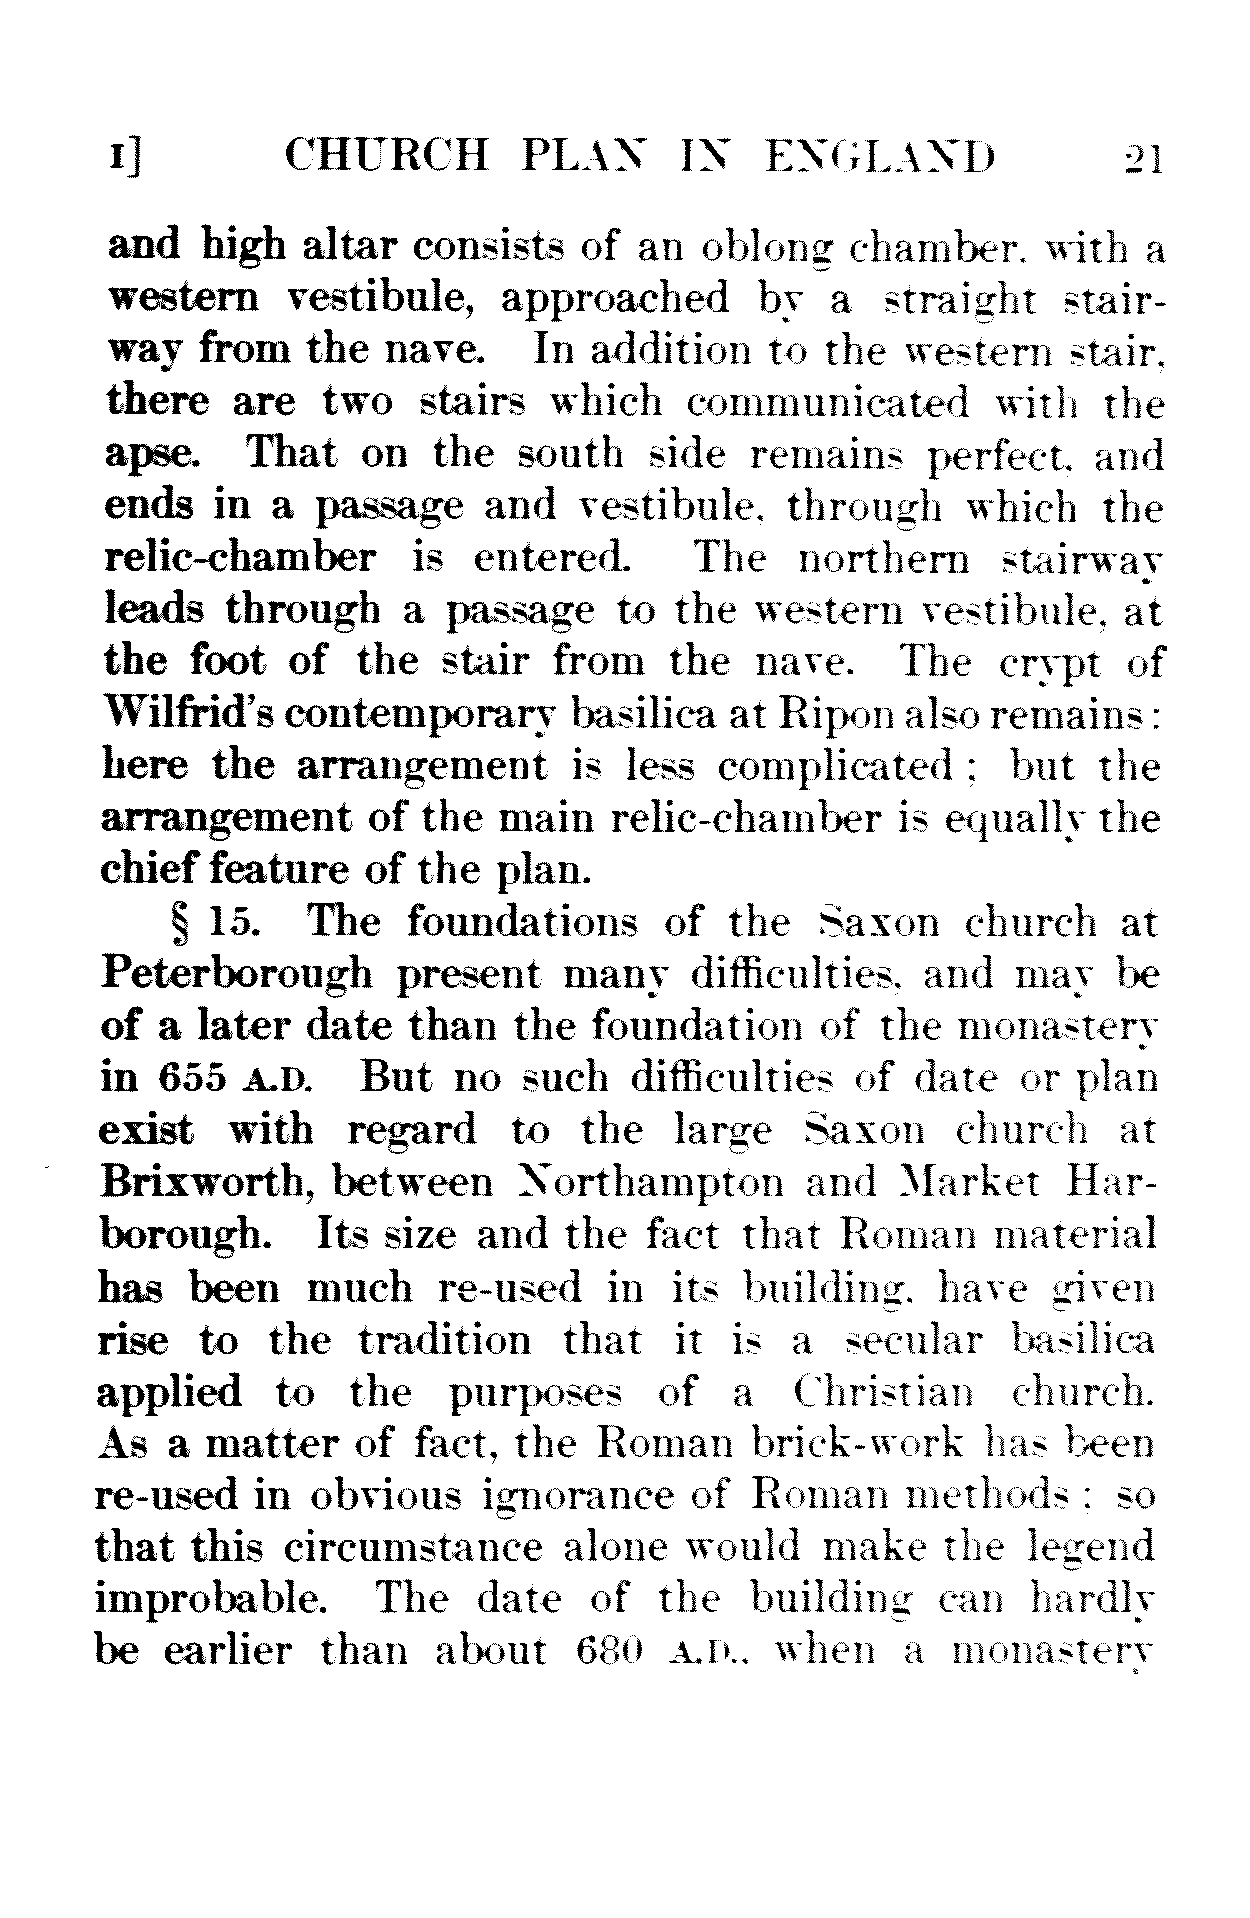 I] CHURCH PLAN IN ENGLAND 21
and high altar consists of an oblong chamber, with a
western vestibule, approached by a straight stair-
way from the nave. In addition to the western stair,
there are two stairs which communicated with the
apse. That on the south side remains perfect, and
ends in a passage and vestibule, through which the
relic-chamber is entered. The northern stairway
leads through a passage to the western vestibule, at
the foot of the stair from the nave. The crypt of
Wilfrid's contemporary basilica at Ripon also remains:
here the arrangement is less complicated; but the
arrangement of the main relic-chamber is equally the
chief feature of the plan.
§ 15. The foundations of the Saxon church at
Peterborough present many difficulties, and may be
of a later date than the foundation of the monastery
in 655 A.D. But no such difficulties of date or plan
exist with regard to the large Saxon church at
Brixworth, between Northampton and Market Har-
borough. Its size and the fact that Roman material
has been much re-used in its building, have given
rise to the tradition that it is a secular basilica
applied to the purposes of a Christian church.
As a matter of fact, the Roman brick-work has been
re-used in obvious ignorance of Roman methods: so
that this circumstance alone would make the legend
improbable. The date of the building can hardly
be earlier than about 680 A.D., when a monastery